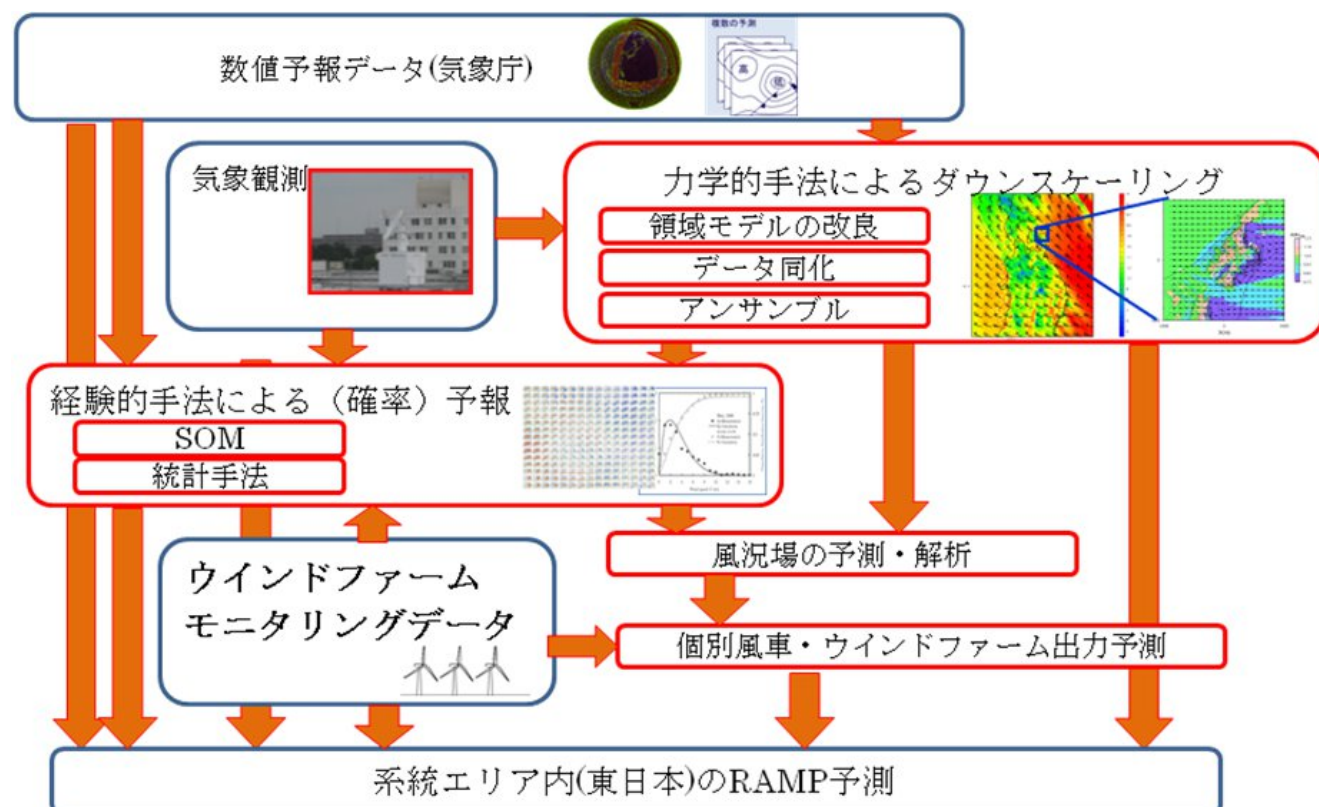 複数の予測
数値予報データ(気象庁)
高
気象観測
力学的手法によるダウンスケーリング
領域モデルの改良
データ同化
アンサンブル
経験的手法による（確率）予報
SOM
統計手法
風況場の予測・解析
ウインドファーム
モニタリングデータ
個別風車・ウインドファーム出力予測
系統エリア内(東日本)のRAMP予測